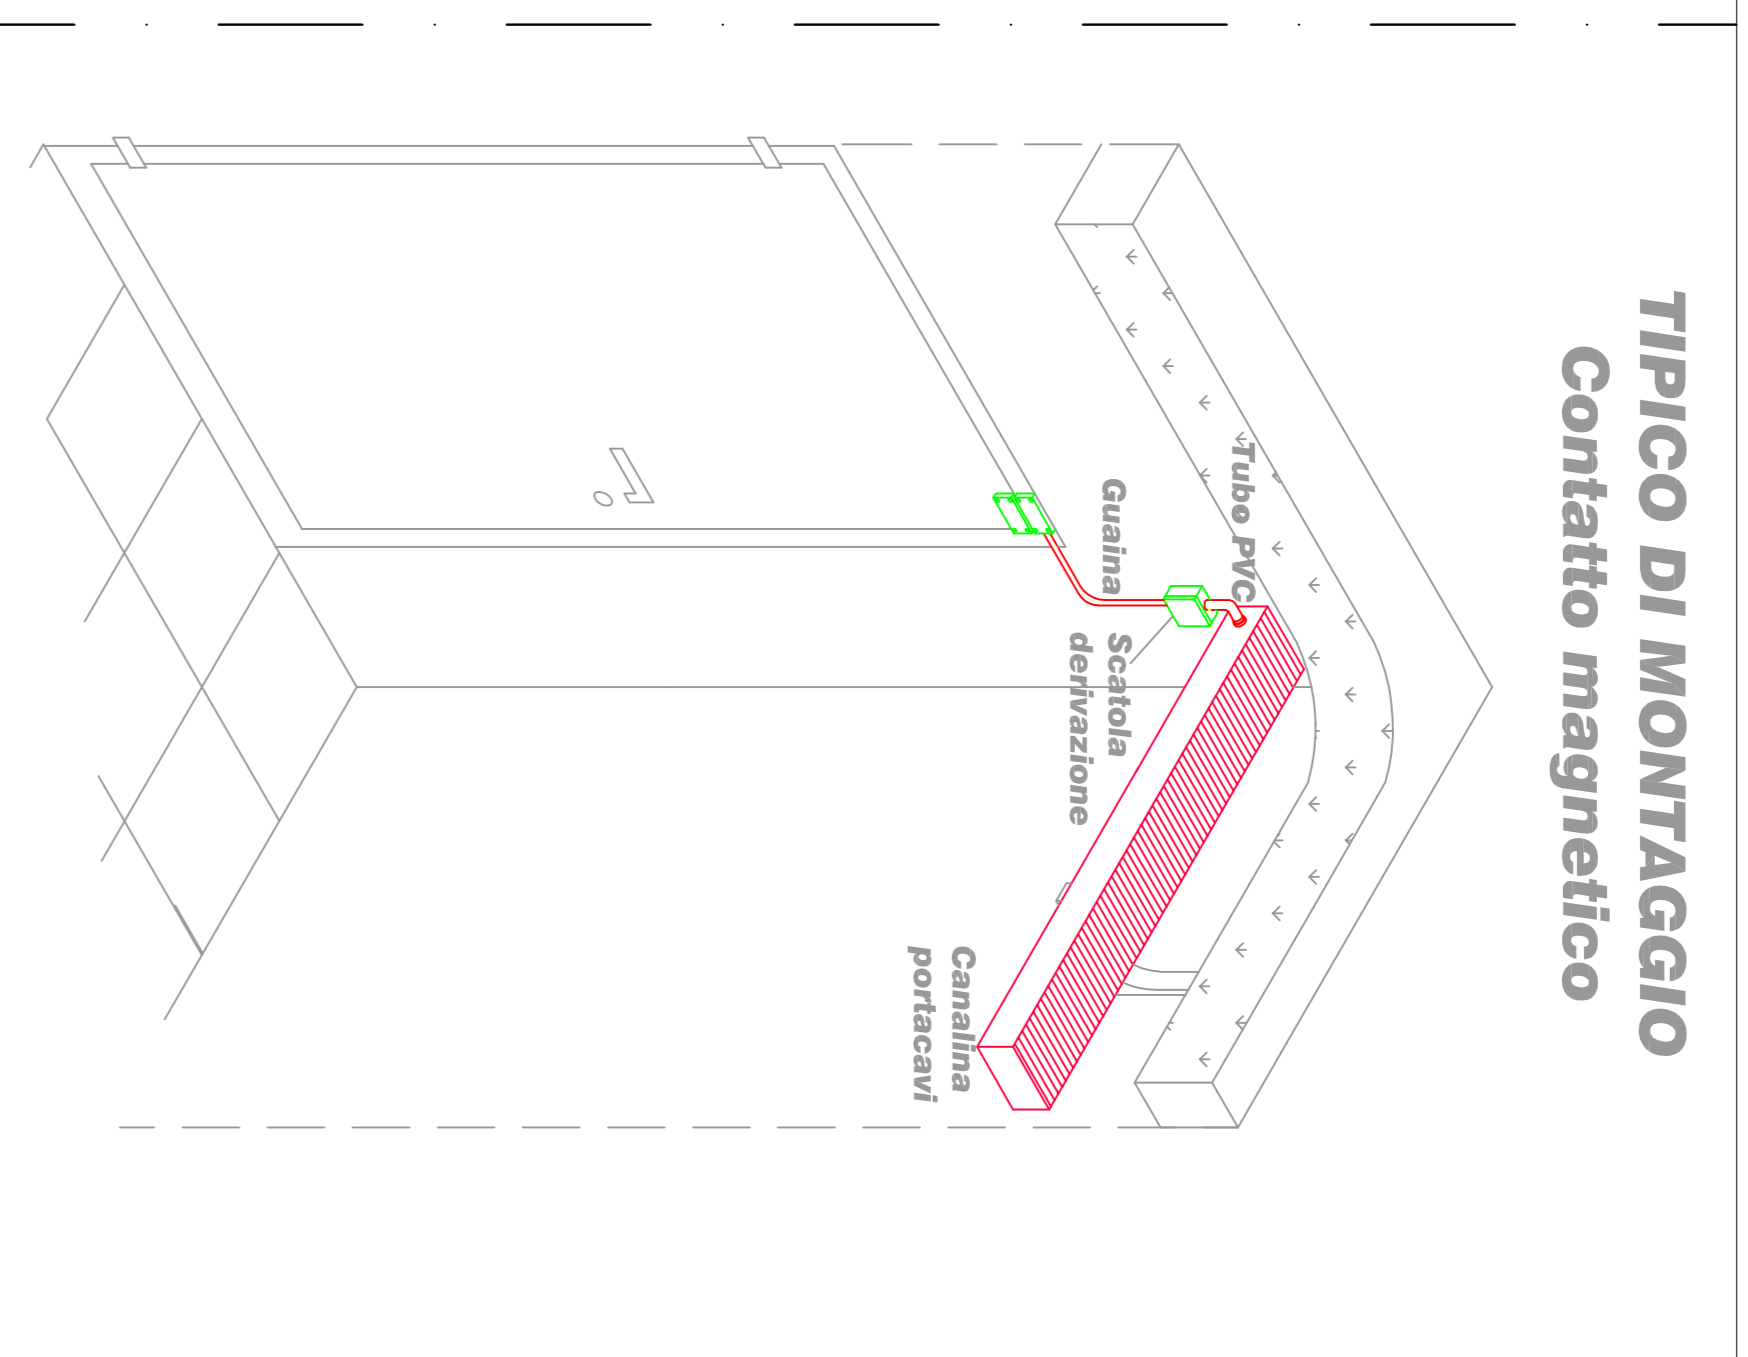 TIPICO DI MONTAGGIO
Contatto magnetico
Tubo PVC
Guaina
Scatola
derivazione
Canalina
portacavi